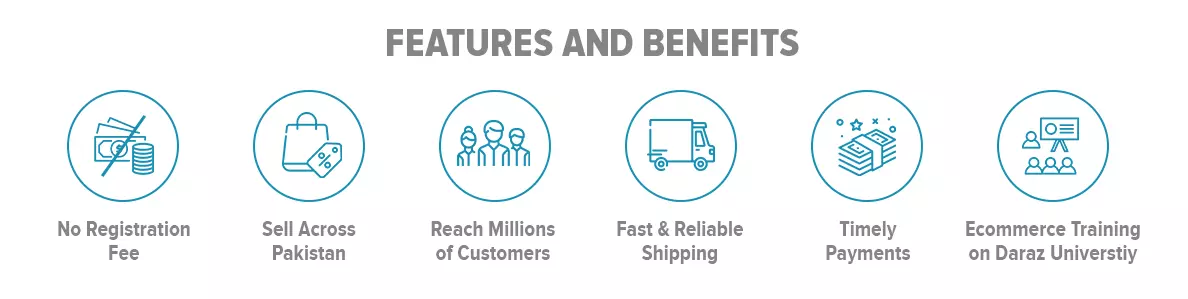 FEATURES AND BENEFITS
No Registration
Fee
Sell Across
Pakistan
Reach Millions
of Customers
Fast & Reliable
Shipping
Timely
Payments
Ecommerce Training
on Daraz Universtiy